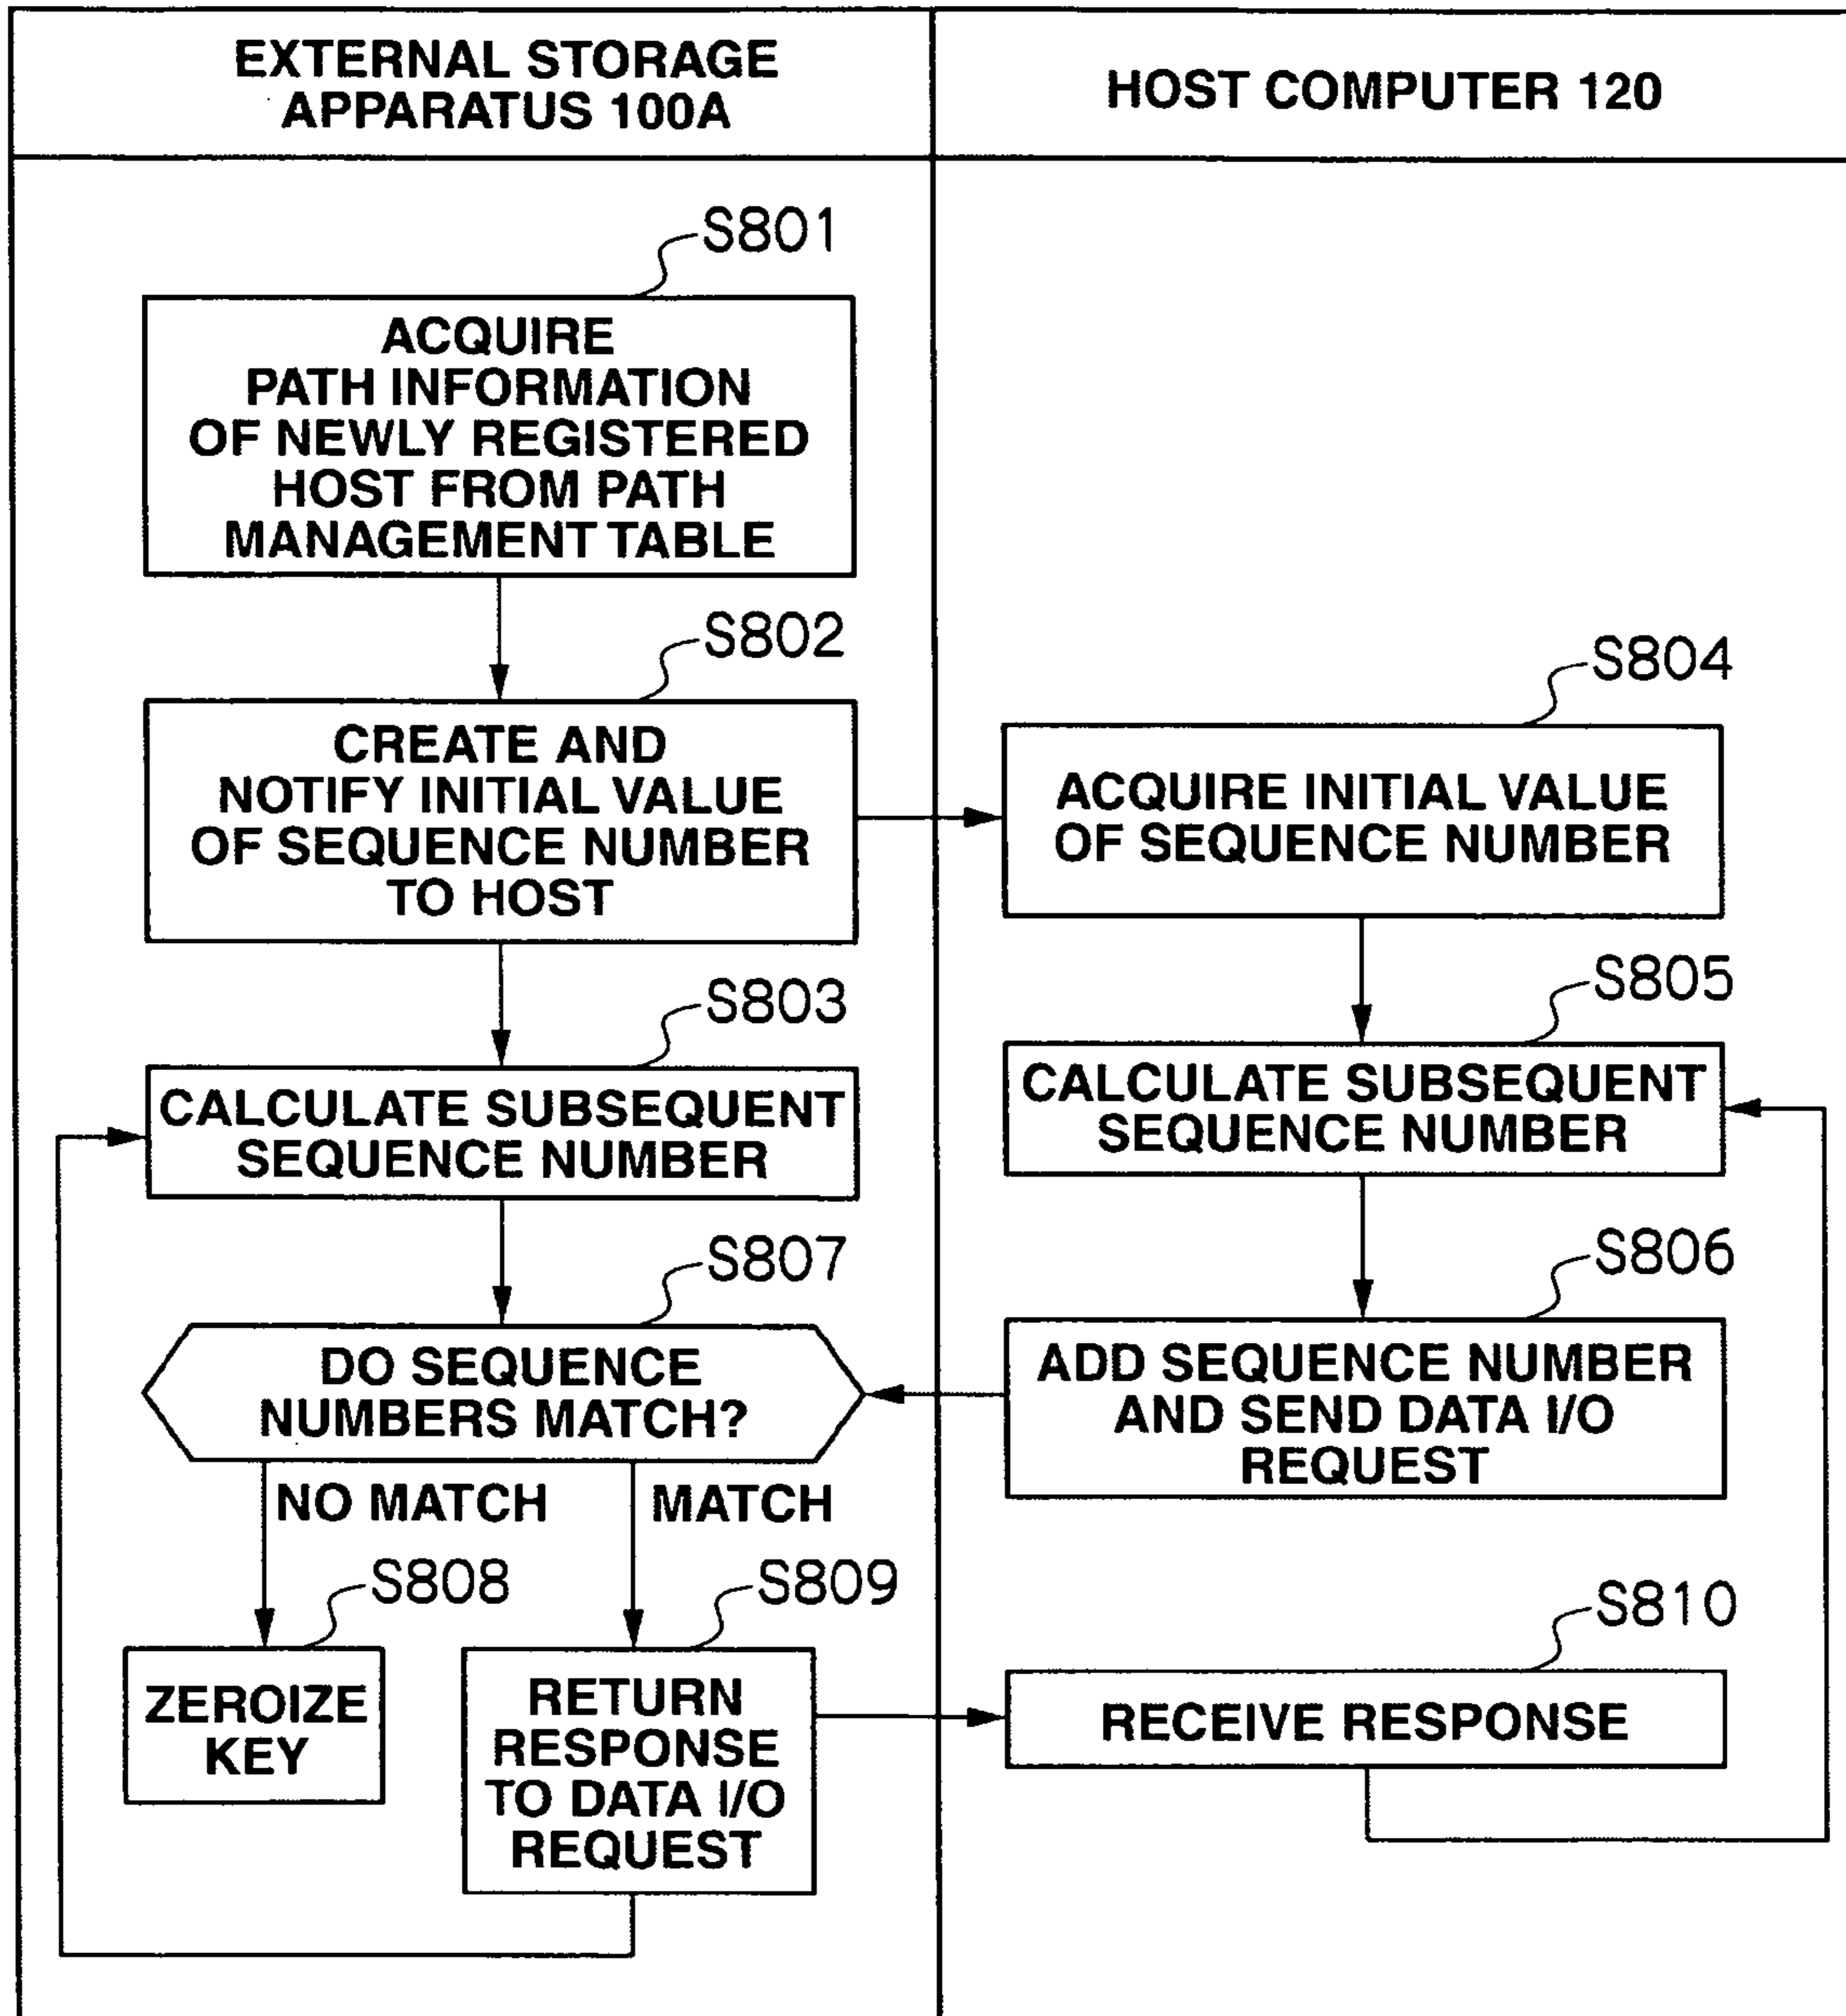 EXTERNAL STORAGE
APPARATUS 100A
HOST COMPUTER 120
S801
ACQUIRE
PATH INFORMATION
OF NEWLY REGISTERED
HOST FROM PATH
MANAGEMENT TABLE
S802
CREATE AND
NOTIFY INITIAL VALUE
OF SEQUENCE NUMBER
TO HOST
S804
ACQUIRE INITIAL VALUE
OF SEQUENCE NUMBER
S803
CALCULATE SUBSEQUENT
SEQUENCE NUMBER
S805
CALCULATE SUBSEQUENT
SEQUENCE NUMBER
S807
DO SEQUENCE
NUMBERS MATCH?
S806
ADD SEQUENCE NUMBER
AND SEND DATA I/O
REQUEST
NO MATCH
MATCH
S808
ZEROIZE
KEY
S809
RETURN
RESPONSE
TO DATA I/O
REQUEST
S810
RECEIVE RESPONSE